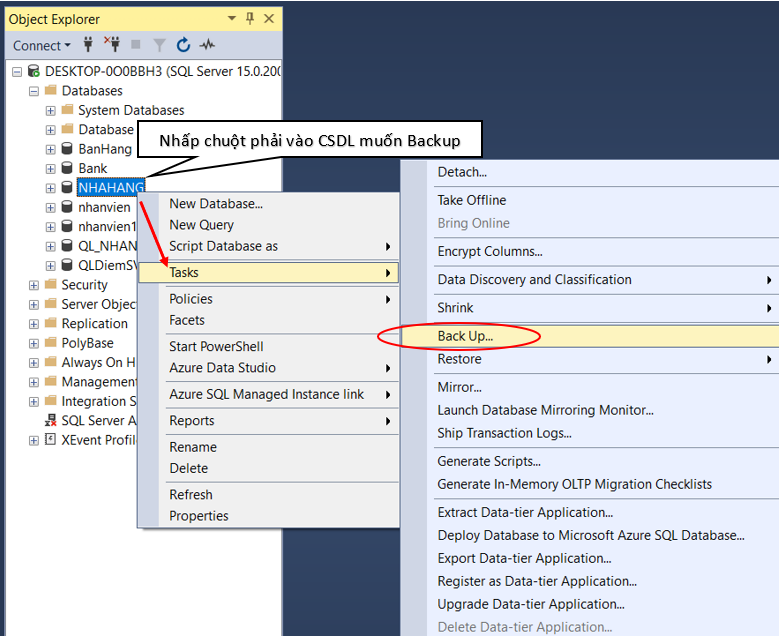 Object Explorer
Connect
DESKTOP-0O0BBH3 (SQL Server 15.0.200
Databases
System Databases
Database
BanHang
Bank
NHAHANG
nhanvien
nhanvien1
QL_NHAN
QLDiemSV
Security
Server Objec
Replication
PolyBase
Always On H
Management
Integration S
SQL Server A
XEvent Profil
Nhấp chuột phải vào CSDL muốn Backup
New Database...
New Query
Script Database as
Tasks
Policies
Facets
Start PowerShell
Azure Data Studio
Azure SQL Managed Instance link
Reports
Rename
Delete
Refresh
Properties
Detach...
Take Offline
Bring Online
Encrypt Columns...
Data Discovery and Classification
Shrink
Back Up...
Restore
Mirror...
Launch Database Mirroring Monitor...
Ship Transaction Logs...
Generate Scripts...
Generate In-Memory OLTP Migration Checklists
Extract Data-tier Application...
Deploy Database to Microsoft Azure SQL Database...
Export Data-tier Application...
Register as Data-tier Application...
Upgrade Data-tier Application...
Delete Data-tier Application...